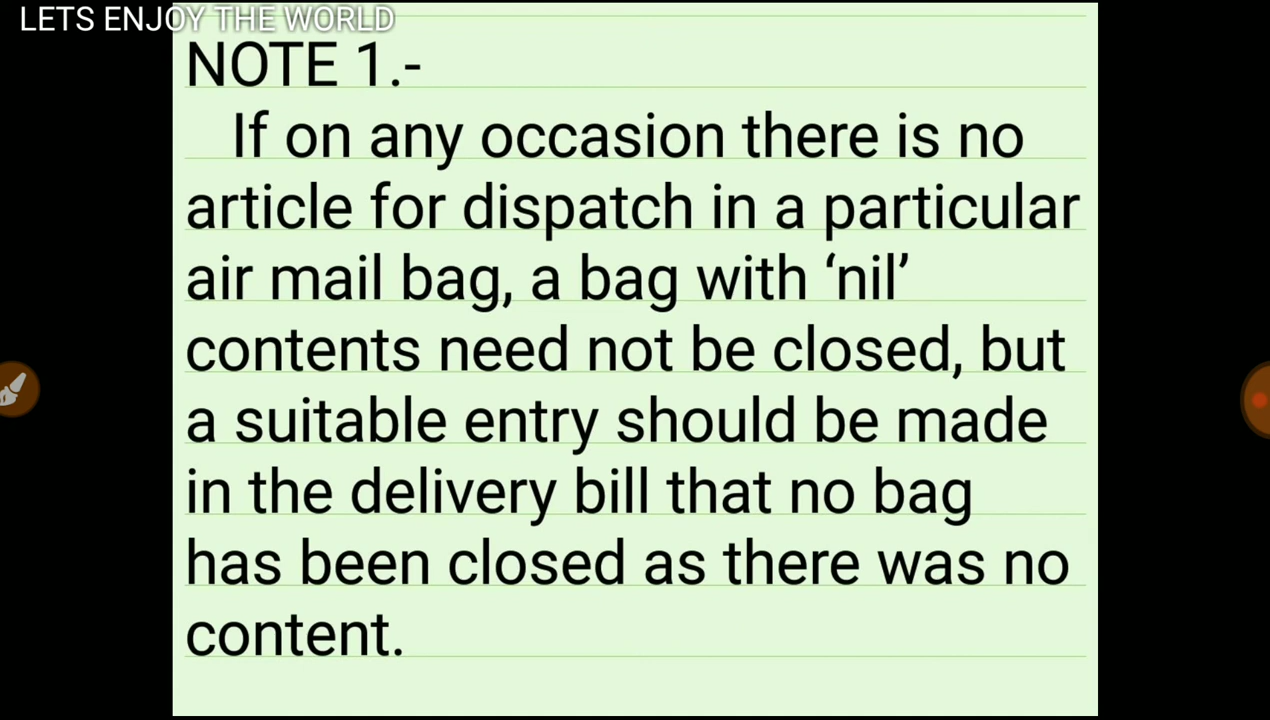 LETS ENJOY THE WORLD
NOTE 1.-
If on any occasion there is no
article for dispatch in a particular
air mail bag, a bag with ‘nil’
contents need not be closed, but
a suitable entry should be made
in the delivery bill that no bag
has been closed as there was no
content.